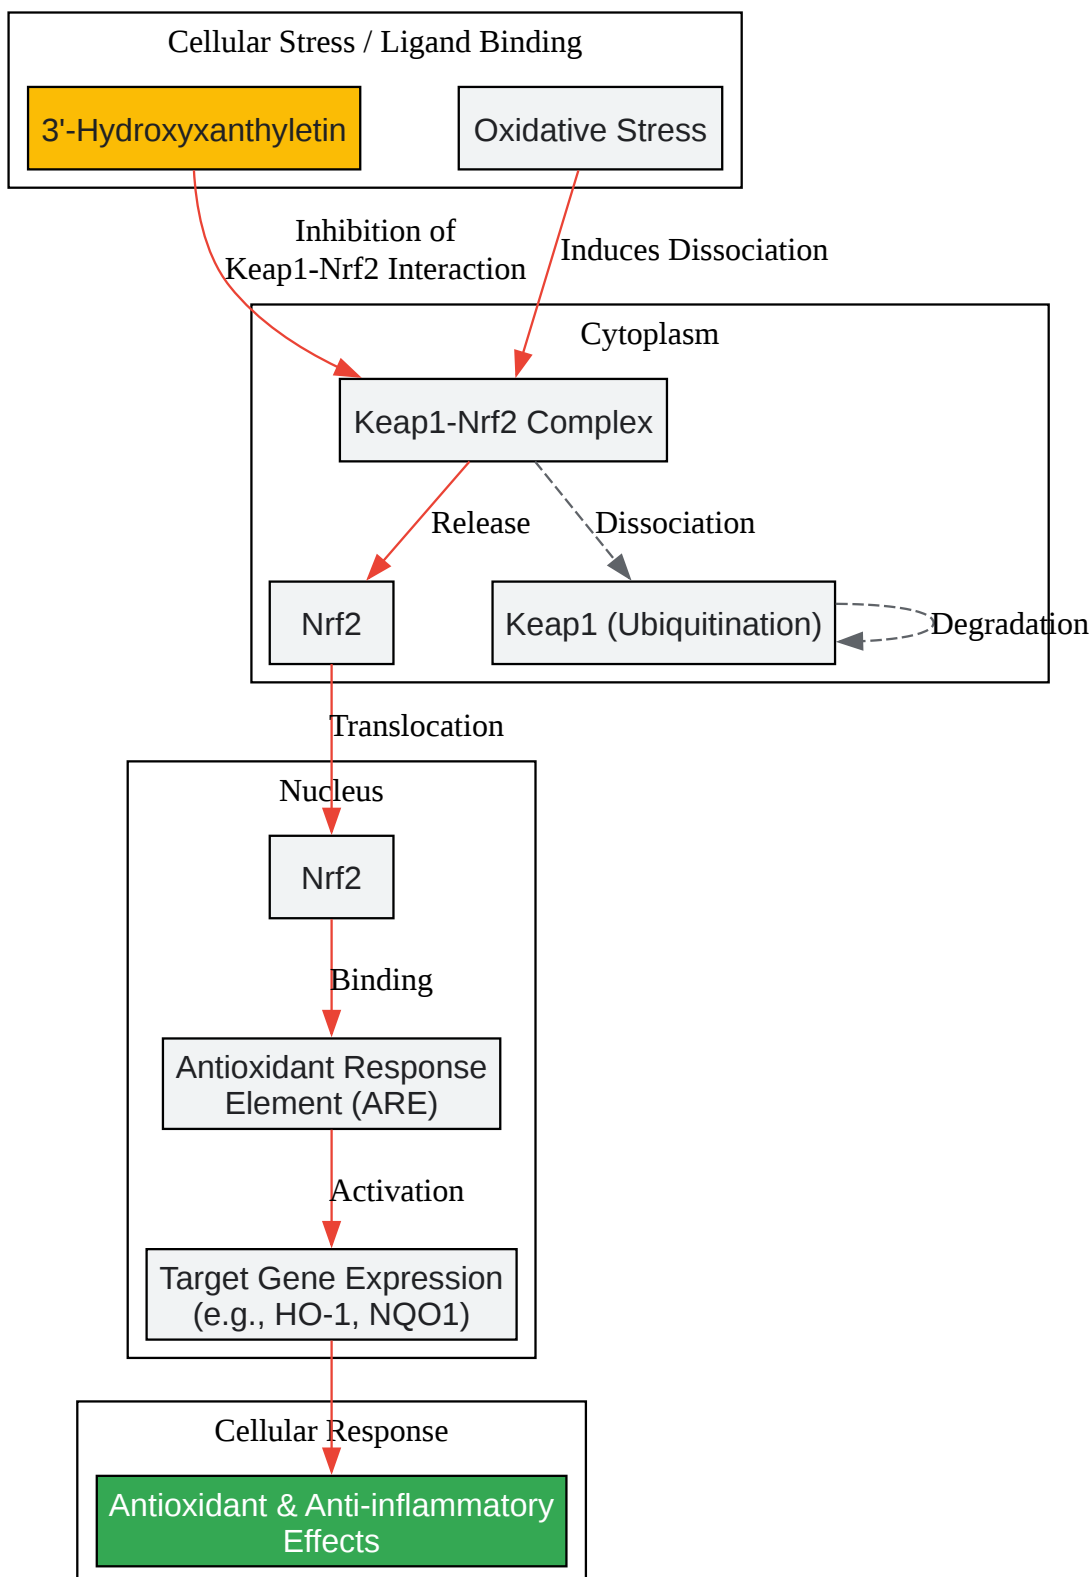 Cellular Stress / Ligand Binding
3'-Hydroxyxanthyletin
Oxidative Stress
Inhibition of
Keap1-Nrf2 Interaction
Induces Dissociation
Cytoplasm
Keap1-Nrf2 Complex
Release
Dissociation
Nrf2
Keap1 (Ubiquitination)
Degradation
Translocation
Nucleus
Nrf2
Binding
Antioxidant Response
Element (ARE)
Activation
Target Gene Expression
(e.g., HO-1, NQO1)
Cellular Response
Antioxidant & Anti-inflammatory
Effects